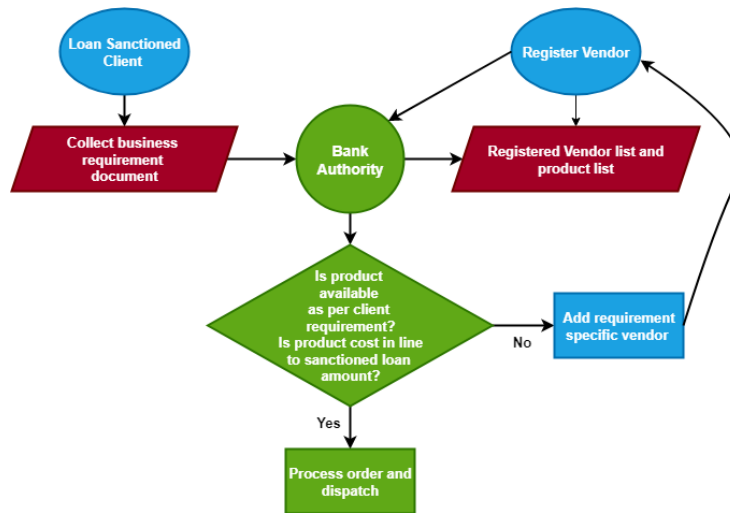 Loan Sanctioned
Client
Register Vendor
Collect business
requirement
document
Bank
Authority
Registered Vendor list and
product list
Is product
available
as per client
requirement?
Is product cost in line
to sanctioned loan
amount?
No
Add requirement
specific vendor
Yes
Process order and
dispatch